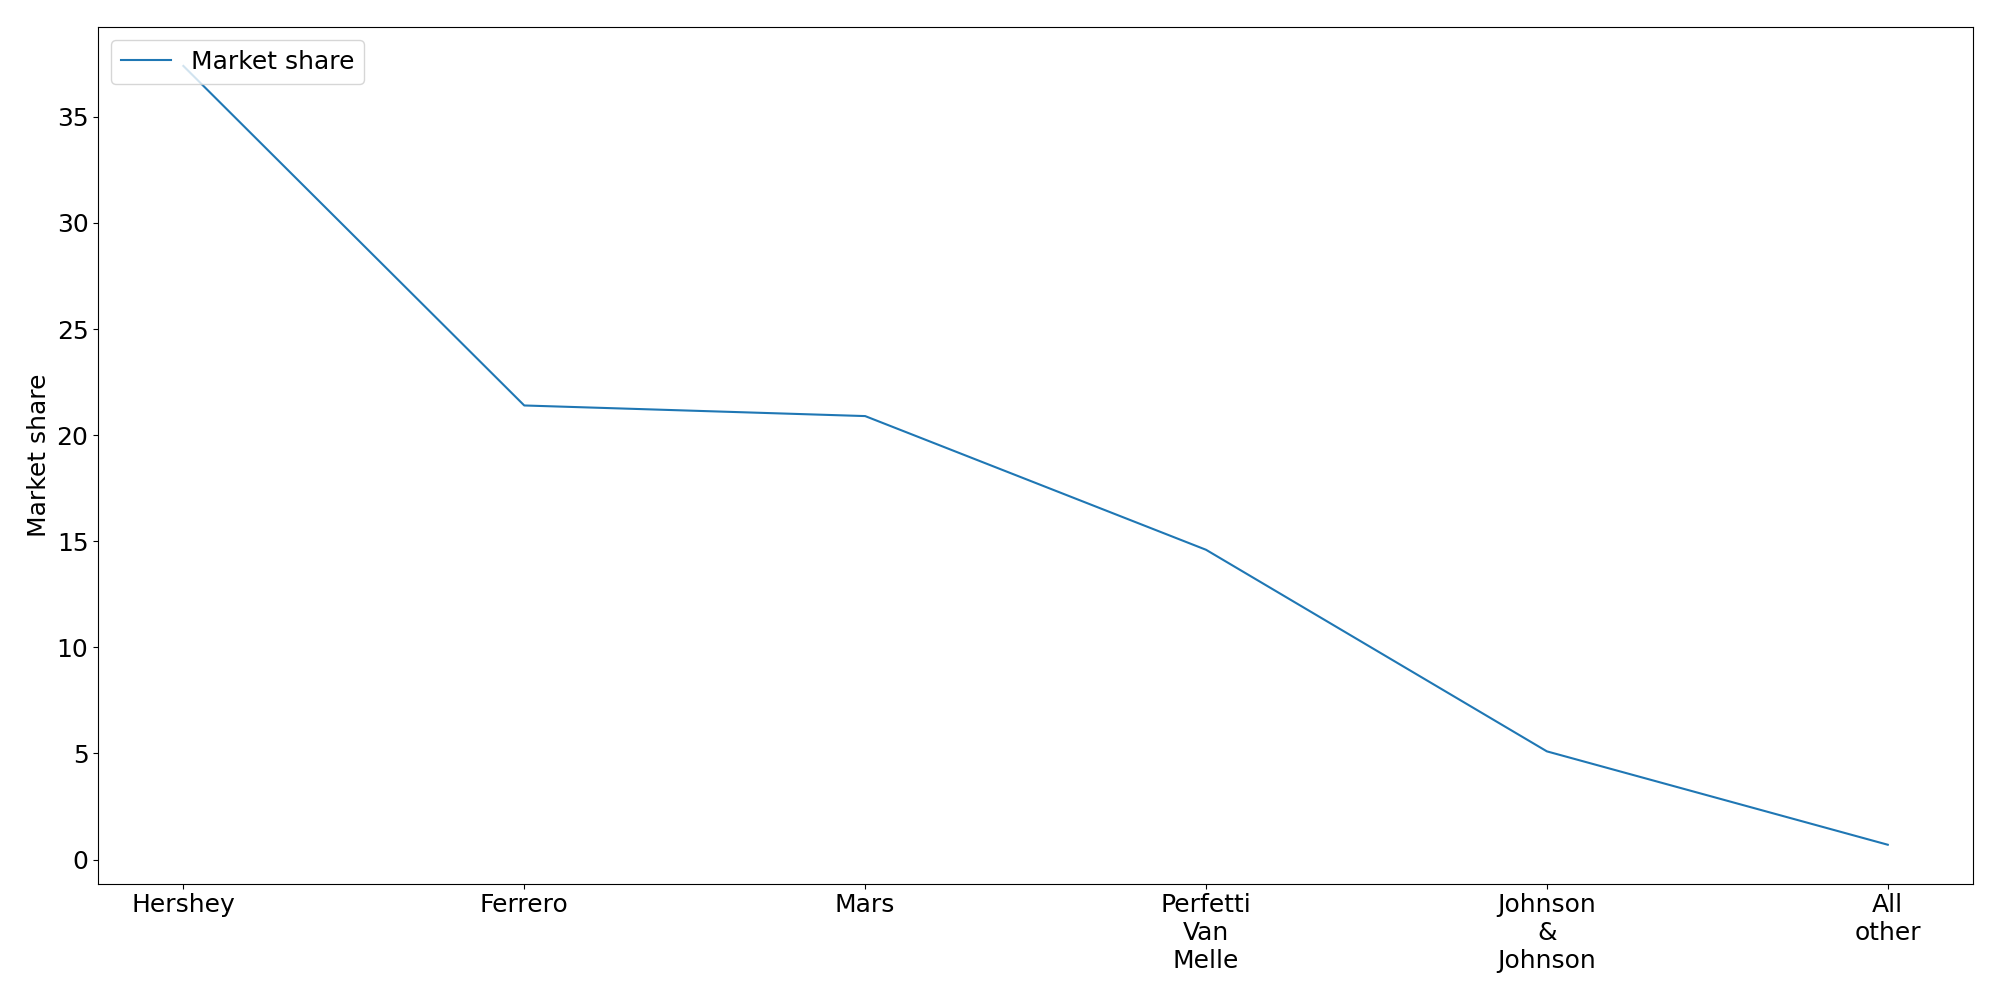 Market share
35
30
25
20
15
10
5
0
Market share
Hershey
Ferrero
Mars
Perfetti
Van
Melle
Johnson
&
Johnson
All
other